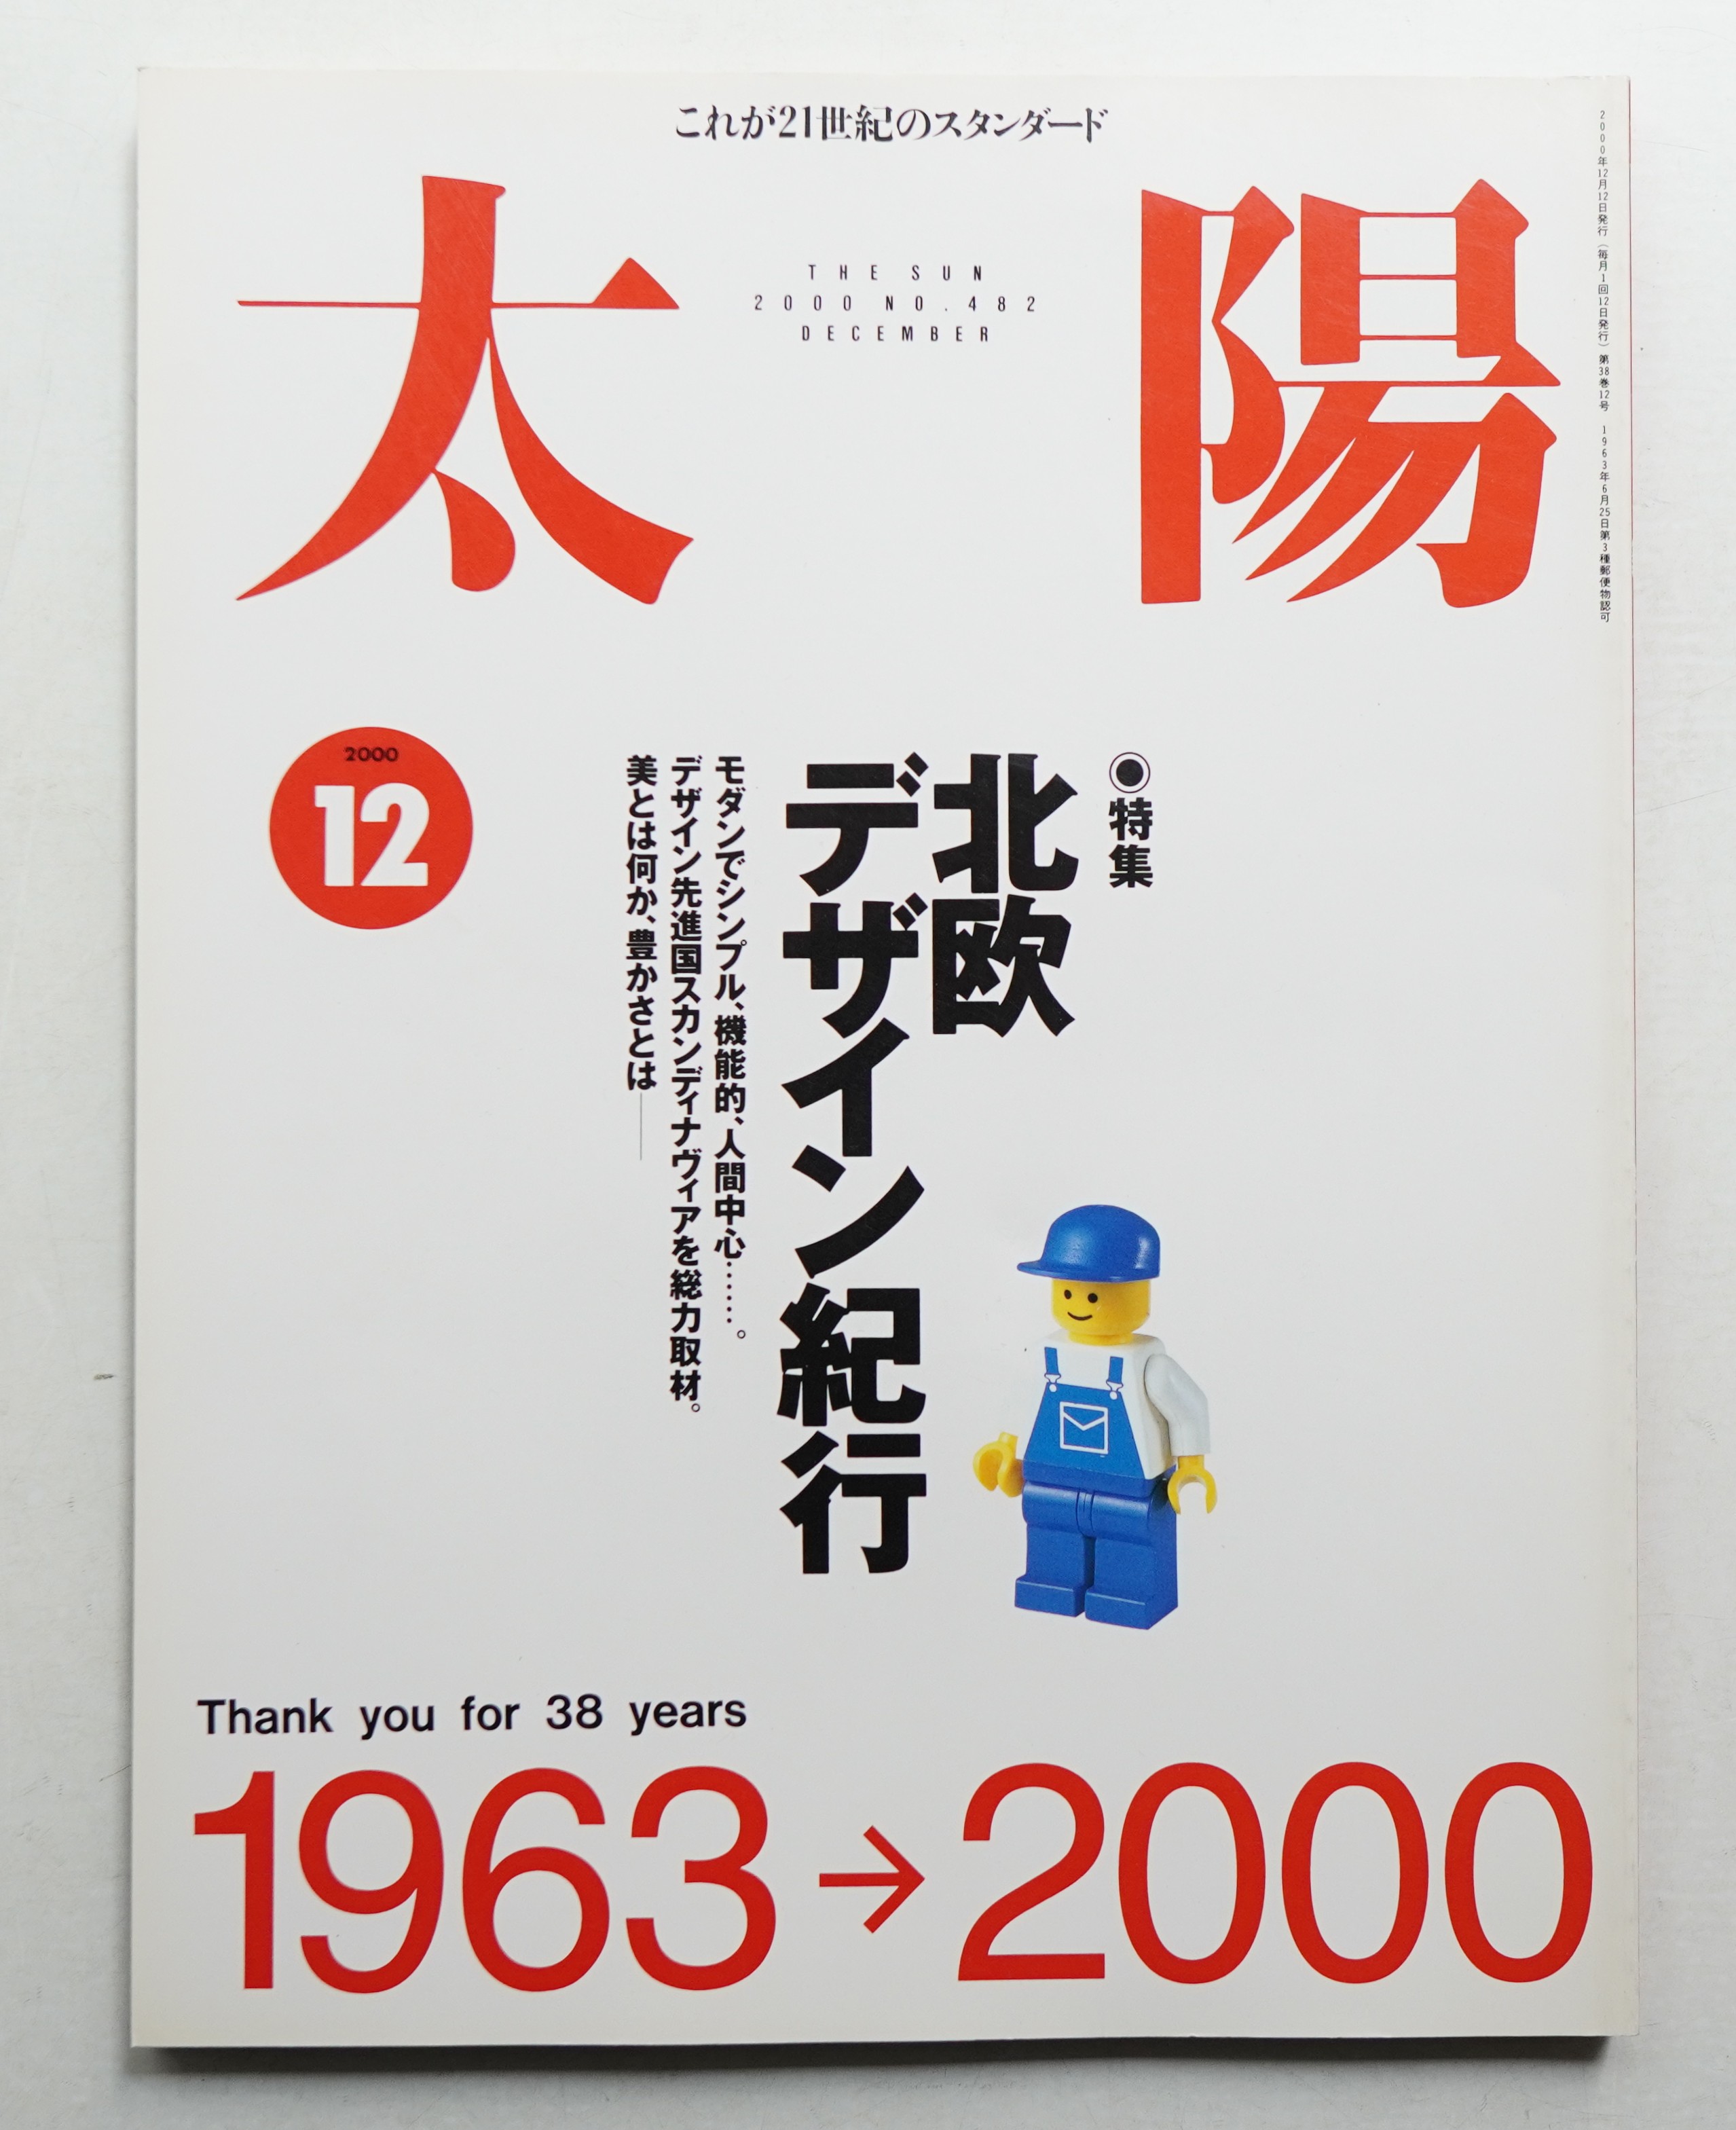 これが21世紀のスタンダード
太陽
THE SUN
2000 NO.482
DECEMBER
2000年12月12日発行（毎月1回12日発行）第38巻12号 1963年6月25日第3種郵便物認可
2000
12
◉特集
北欧
デザイン紀行
モダンでシンプル、機能的、人間中心……。
デザイン先進国スカンディナヴィアを総力取材。
美とは何か、豊かさとは──
Thank you for 38 years
1963→2000